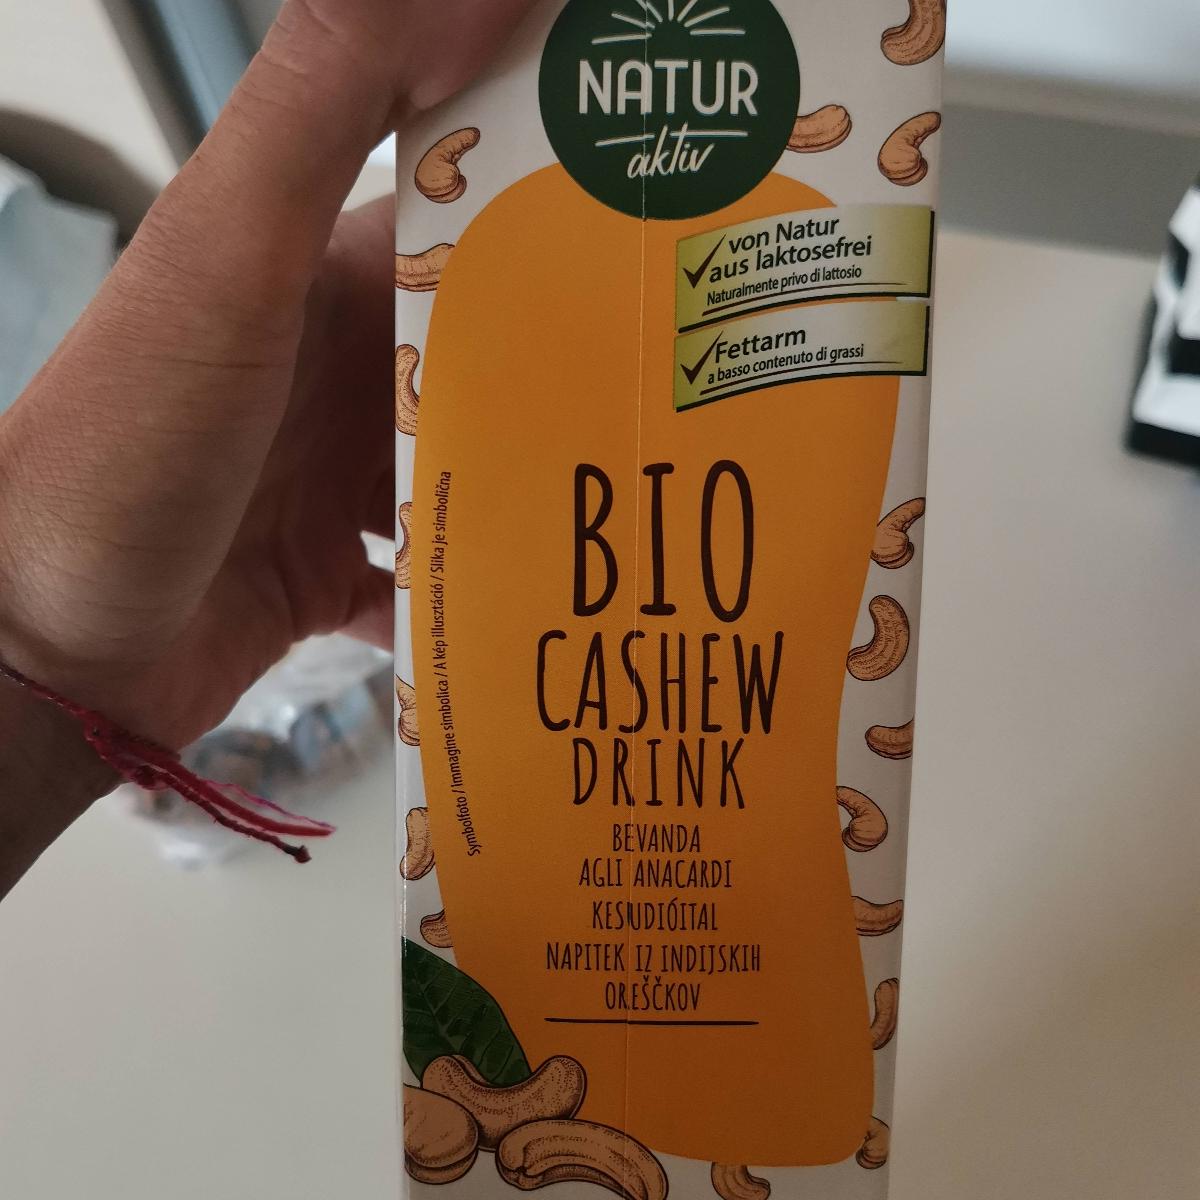 NATUR
aktiv
von Natur
aus laktosefrei
Naturalmente privo di lattosio
Fettarm
a basso contenuto di grassi
BIO
CASHEW
DRINK
BEVANDA
AGLI ANACARDI
KESUDIÓITAL
NAPITEK IZ INDIJSKIH
OREŠČKOV
Symbolfoto / Immagine simbolica / A kép illusztáció / Slika je simbolična